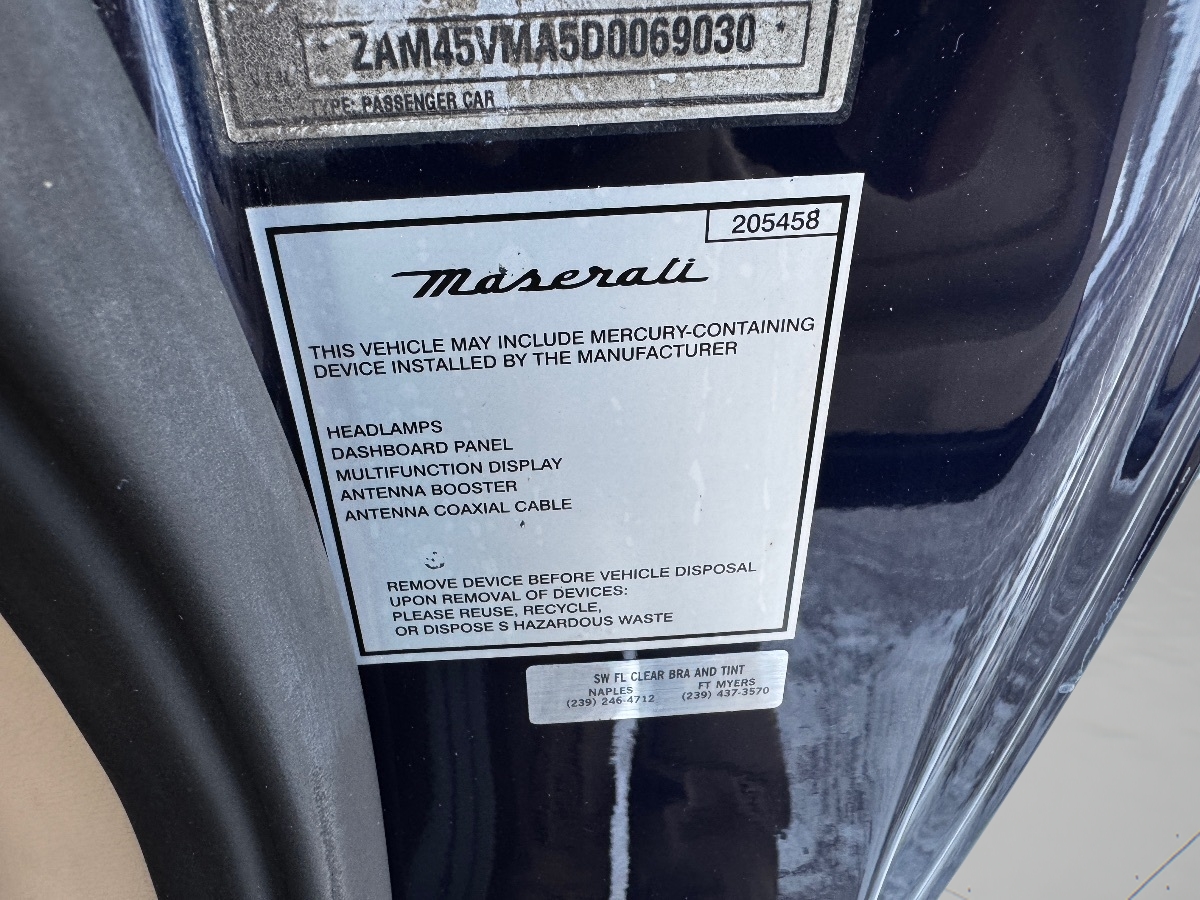 ZAM45VMA5D0069030
TYPE: PASSENGER CAR
205458
Maserati
THIS VEHICLE MAY INCLUDE MERCURY-CONTAINING
DEVICE INSTALLED BY THE MANUFACTURER
HEADLAMPS
DASHBOARD PANEL
MULTIFUNCTION DISPLAY
ANTENNA BOOSTER
ANTENNA COAXIAL CABLE
REMOVE DEVICE BEFORE VEHICLE DISPOSAL
UPON REMOVAL OF DEVICES:
PLEASE REUSE, RECYCLE,
OR DISPOSE S HAZARDOUS WASTE
SW FL CLEAR BRA AND TINT
NAPLES FT MYERS
(239) 246-4712 (239) 437-3570